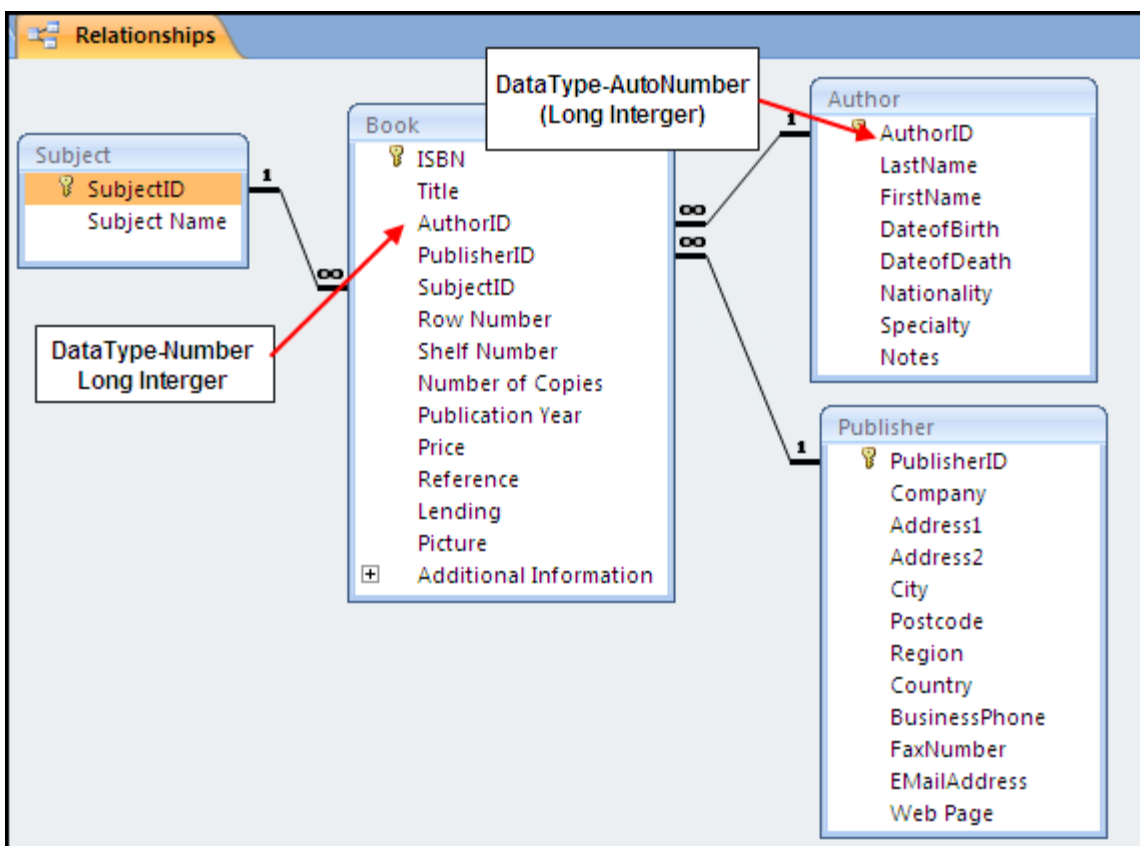 Relationships
DataType-AutoNumber
(Long Interger)
Subject
SubjectID
Subject Name
1
∞
DataType-Number
Long Interger
Book
ISBN
Title
AuthorID
PublisherID
SubjectID
Row Number
Shelf Number
Number of Copies
Publication Year
Price
Reference
Lending
Picture
Additional Information
∞
∞
1
1
Author
AuthorID
LastName
FirstName
DateofBirth
DateofDeath
Nationality
Specialty
Notes
Publisher
PublisherID
Company
Address1
Address2
City
Postcode
Region
Country
BusinessPhone
FaxNumber
EMailAddress
Web Page